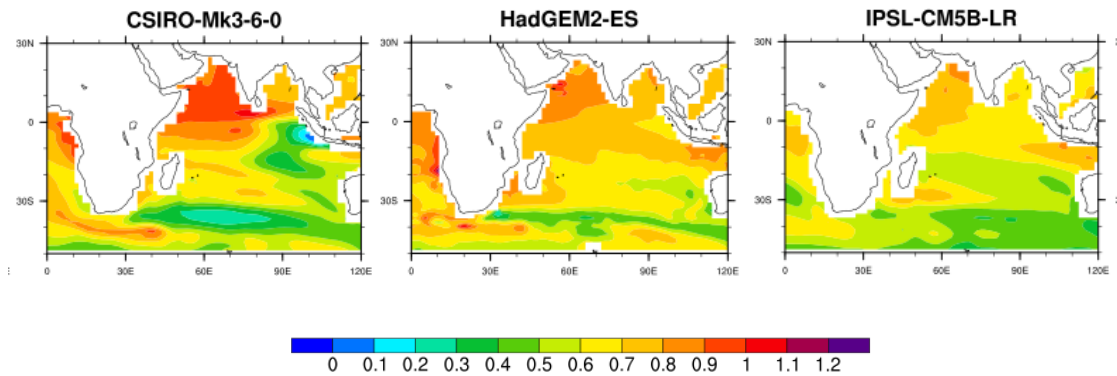 CSIRO-Mk3-6-0 HadGEM2-ES IPSL-CM5B-LR
30N 30N 30N
0 0 0
30S 30S 30S
0 30E 60E 90E 120E 0 30E 60E 90E 120E 0 30E 60E 90E 120E
0 0.1 0.2 0.3 0.4 0.5 0.6 0.7 0.8 0.9 1 1.1 1.2